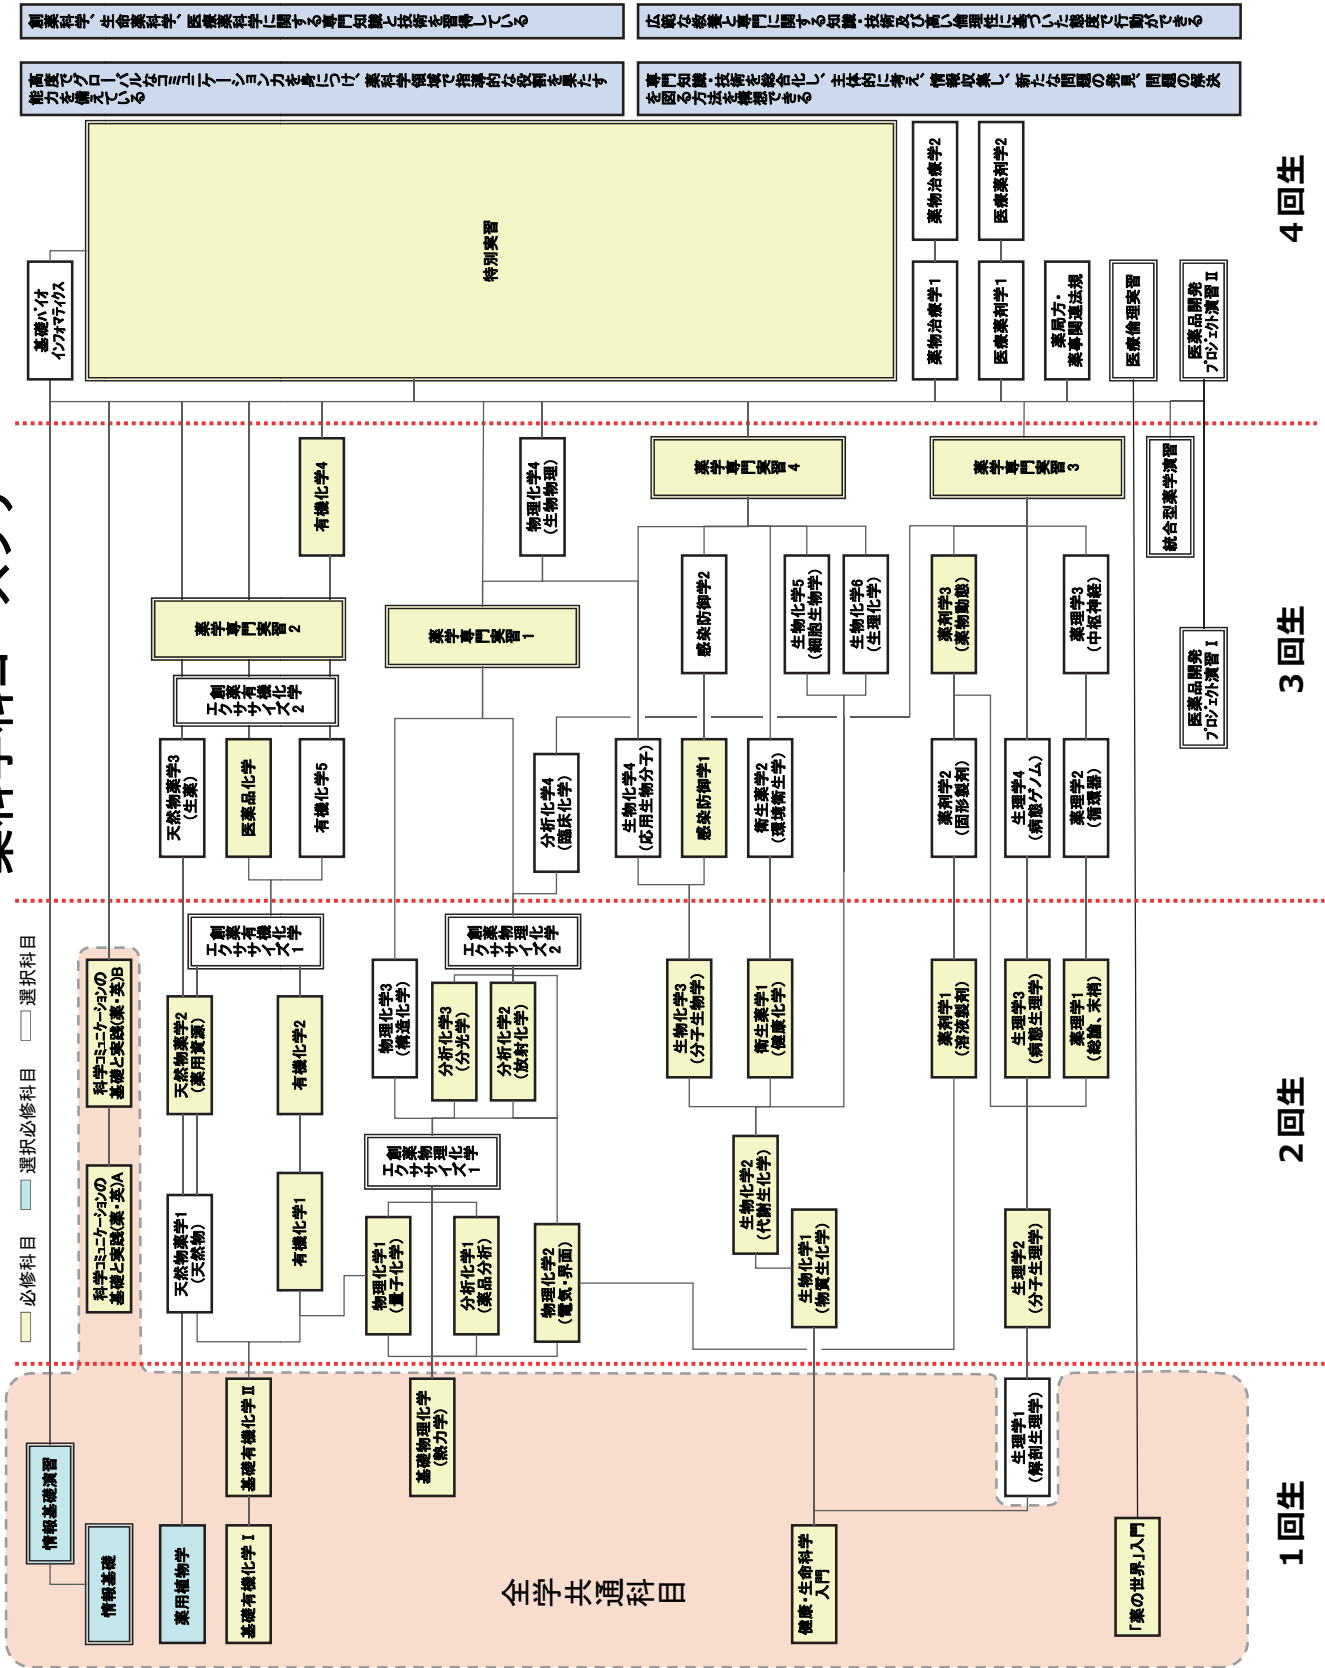 必修科目
選択必修科目
選択科目
創薬科学、生命薬科学、医療薬科学に関する専門知識と技術を習得している
広範な教養と専門に関する知識・技術及び高い倫理性に基づいた態度で行動ができる
高度でグローバルなコミュニケーション力を身につけ、薬科学領域で指導的な役割を果たす
能力を備えている
専門知識・技術を総合化し、主体的に考え、情報収集し、新たな問題の発見、問題の解決
を図る方法を構想できる
1回生
2回生
3回生
4回生
全学共通科目
情報基礎
情報基礎演習
薬用植物学
基礎有機化学Ⅰ
基礎有機化学Ⅱ
基礎物理化学
(熱力学)
健康・生命科学
入門
生理学1
(解剖生理学)
「薬の世界」入門
科学コミュニケーションの
基礎と実践(薬・英)A
科学コミュニケーションの
基礎と実践(薬・英)B
天然物薬学1
(天然物)
天然物薬学2
(薬用資源)
有機化学1
有機化学2
創薬有機化学
エクササイズ1
物理化学1
(量子化学)
分析化学1
(薬品分析)
物理化学2
(電気・界面)
創薬物理化学
エクササイズ1
物理化学3
(構造化学)
分析化学3
(分光学)
分析化学2
(放射化学)
創薬物理化学
エクササイズ2
生物化学1
(物質生化学)
生物化学2
(代謝生化学)
生物化学3
(分子生物学)
衛生薬学1
(健康化学)
生理学2
(分子生理学)
薬剤学1
(溶液製剤)
生理学3
(病態生理学)
薬理学1
(総論、末梢)
天然物薬学3
(生薬)
医薬品化学
有機化学5
創薬有機化学
エクササイズ2
薬学専門実習2
有機化学4
薬学専門実習1
物理化学4
(生物物理)
分析化学4
(臨床化学)
生物化学4
(応用生物分子)
感染防御学1
衛生薬学2
(環境衛生学)
感染防御学2
生物化学5
(細胞生物学)
生物化学6
(生理化学)
薬学専門実習4
薬剤学2
(固形製剤)
生理学4
(病態ゲノム)
薬理学2
(循環器)
薬剤学3
(薬物動態)
薬理学3
(中枢神経)
薬学専門実習3
統合型薬学演習
医薬品開発
プロジェクト演習Ⅰ
基礎バイオ
インフォマティクス
特別実習
薬物治療学1
薬物治療学2
医療薬剤学1
医療薬剤学2
薬局方・
薬事関連法規
医療倫理実習
医薬品開発
プロジェクト演習Ⅱ